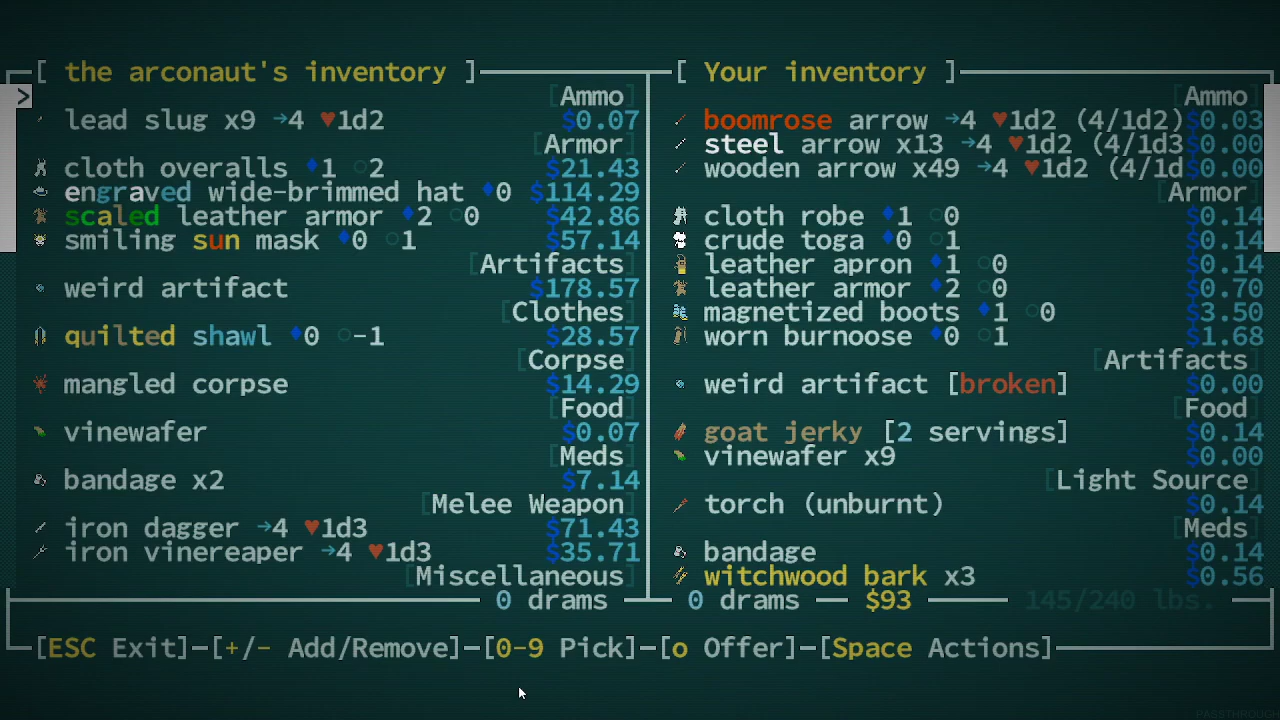 [ the arconaut's inventory ] [ Your inventory ]
> [Ammo] [Ammo]
lead slug x9 →4 ♥1d2 $0.07 boomrose arrow →4 ♥1d2 (4/1d2) $0.03
[Armor] steel arrow x13 →4 ♥1d2 (4/1d3 $0.00
cloth overalls ♦1 ○2 $21.43 wooden arrow x49 →4 ♥1d2 (4/1d $0.00
engraved wide-brimmed hat ♦0 $114.29 [Armor]
scaled leather armor ♦2 ○0 $42.86 cloth robe ♦1 ○0 $0.14
smiling sun mask ♦0 ○1 $57.14 crude toga ♦0 ○1 $0.14
[Artifacts] leather apron ♦1 ○0 $0.14
weird artifact $178.57 leather armor ♦2 ○0 $0.70
[Clothes] magnetized boots ♦1 ○0 $3.50
quilted shawl ♦0 ○-1 $28.57 worn burnoose ♦0 ○1 $1.68
[Corpse] [Artifacts]
mangled corpse $14.29 weird artifact [broken] $0.00
[Food] [Food]
vinewafer $0.07 goat jerky [2 servings] $0.14
[Meds] vinewafer x9 $0.00
bandage x2 $7.14 [Light Source]
[Melee Weapon] torch (unburnt) $0.14
iron dagger →4 ♥1d3 $71.43 [Meds]
iron vinereaper →4 ♥1d3 $35.71 bandage $0.14
[Miscellaneous] witchwood bark x3 $0.56
0 drams 0 drams $93 145/240 lbs.
[ESC Exit] [+/- Add/Remove] [0-9 Pick] [o Offer] [Space Actions]